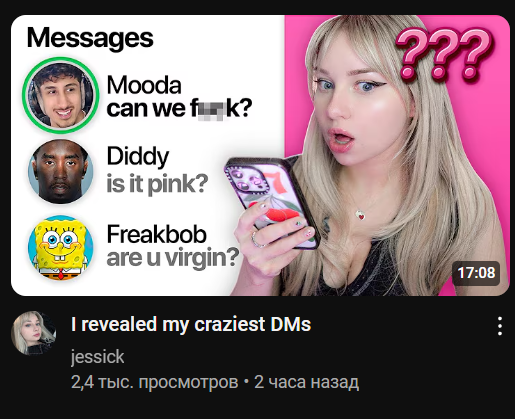 Messages
???
Mooda
can we f k?
Diddy
is it pink?
Freakbob
are u virgin?
17:08
I revealed my craziest DMs
jessick
2,4 тыс. просмотров • 2 часа назад